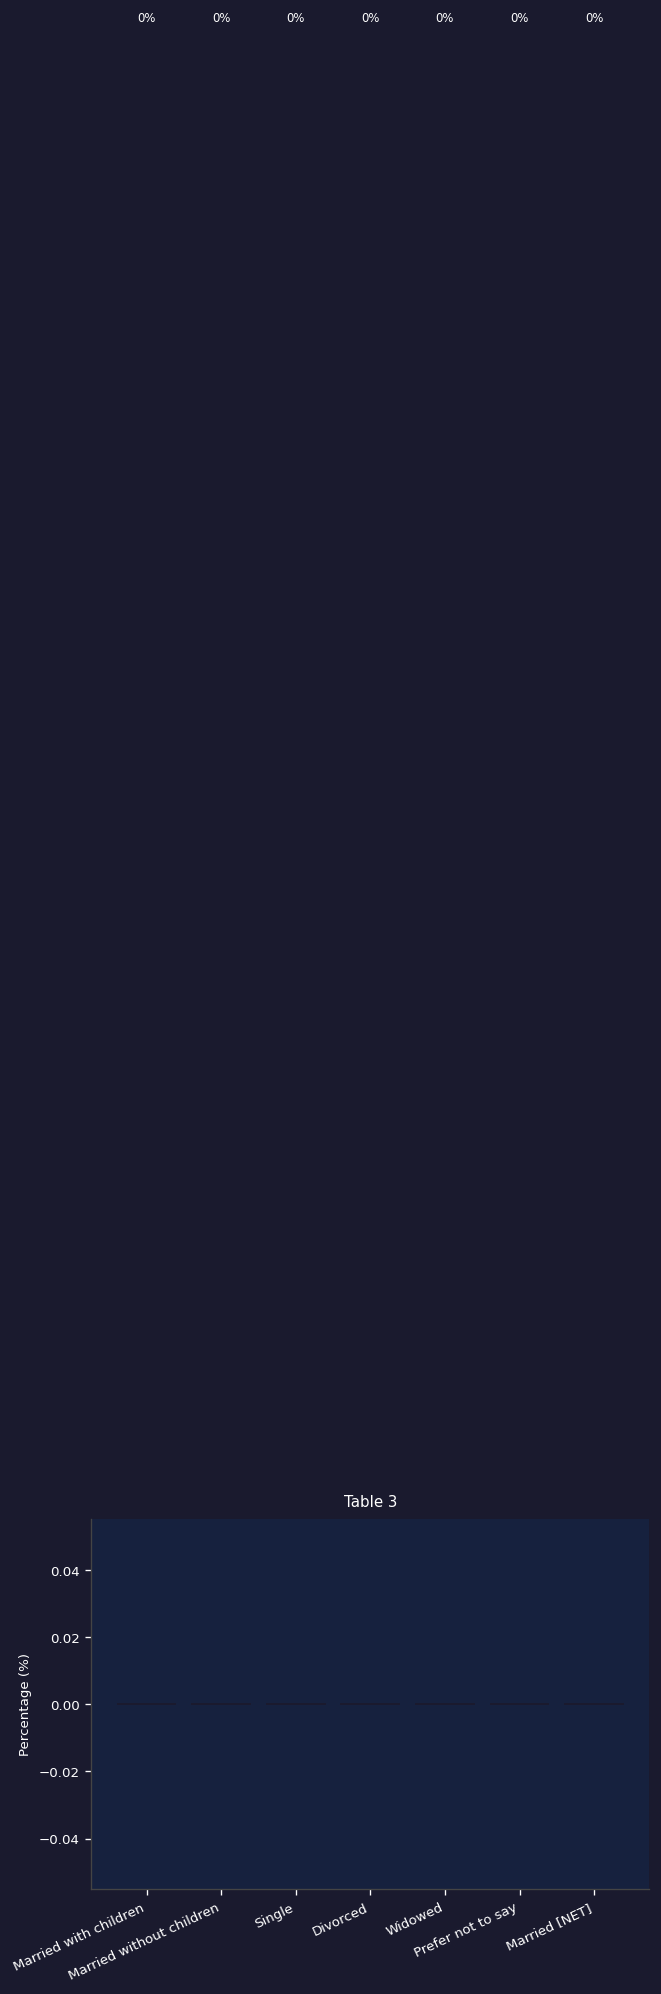 0% 0% 0% 0% 0% 0% 0%
Table 3
Percentage (%)
0.04
0.02
0.00
−0.02
−0.04
Married with children
Married without children
Single
Divorced
Widowed
Prefer not to say
Married [NET]